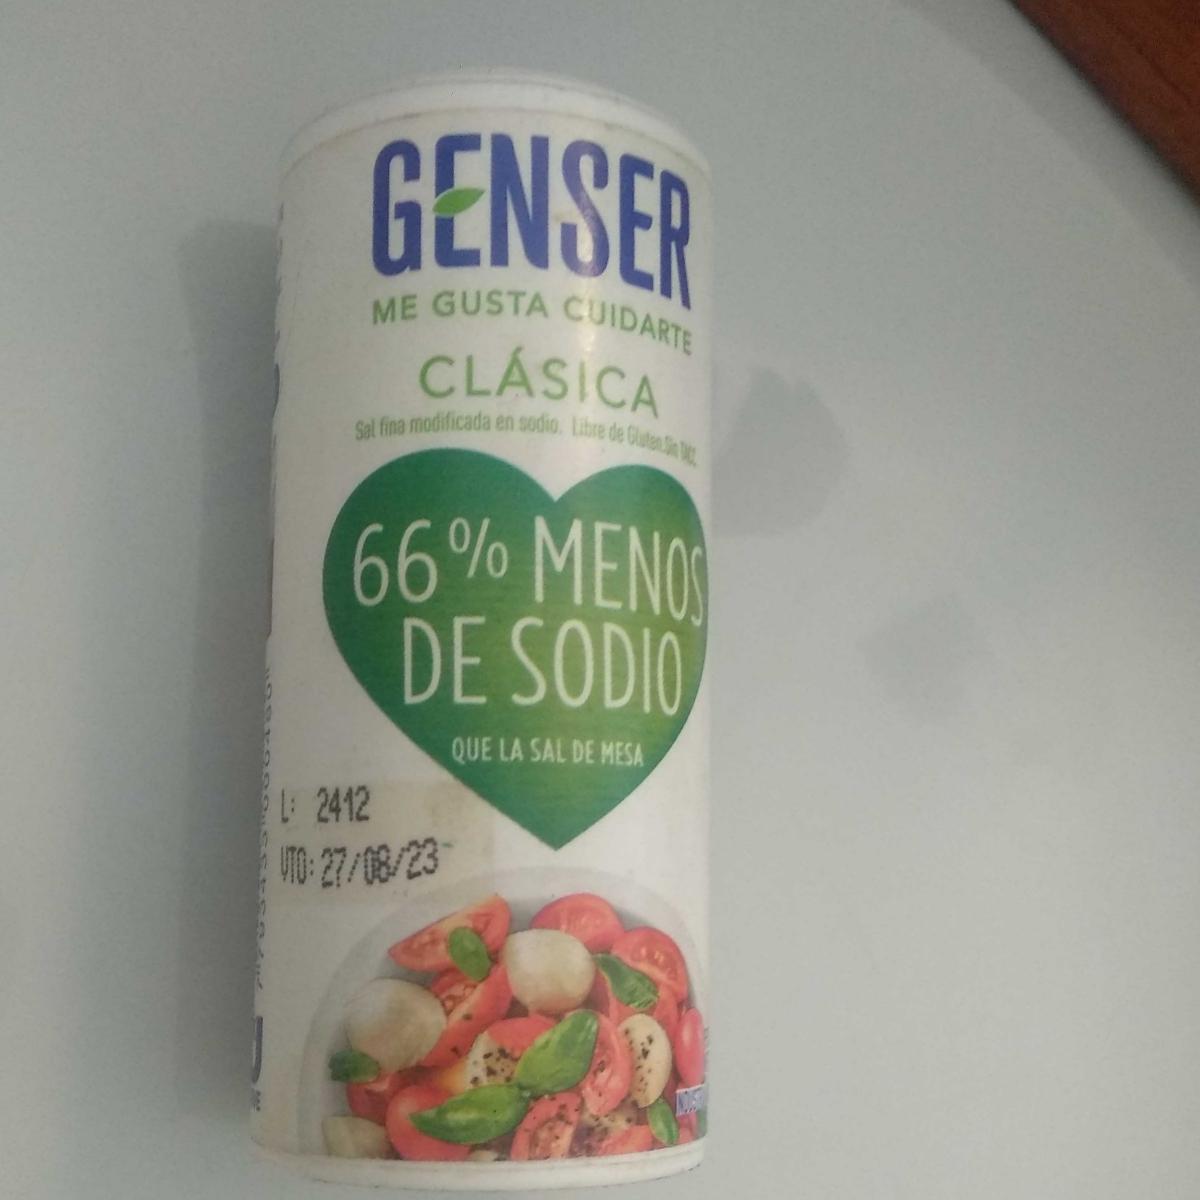 GENSER
ME GUSTA CUIDARTE
CLÁSICA
Sal fina modificada en sodio. Libre de Gluten. Sin TACC.
66% MENOS
DE SODIO
QUE LA SAL DE MESA
L: 2412
VTO: 27/08/23